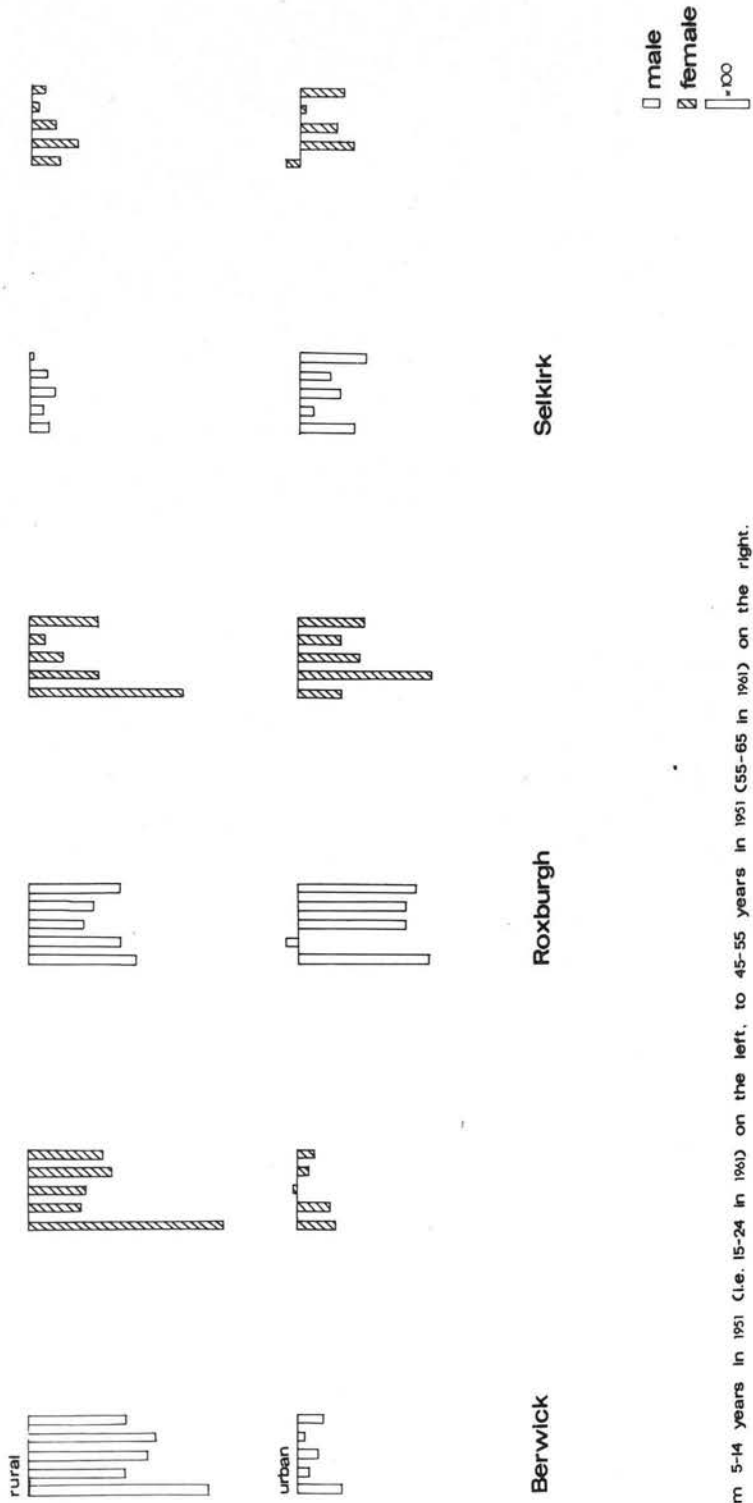 rural
urban
Berwick
Roxburgh
Selkirk
male
female
=100
m 5-14 years in 1951 (i.e. 15-24 in 1961) on the left, to 45-55 years in 1951 (55-65 in 1961) on the right.